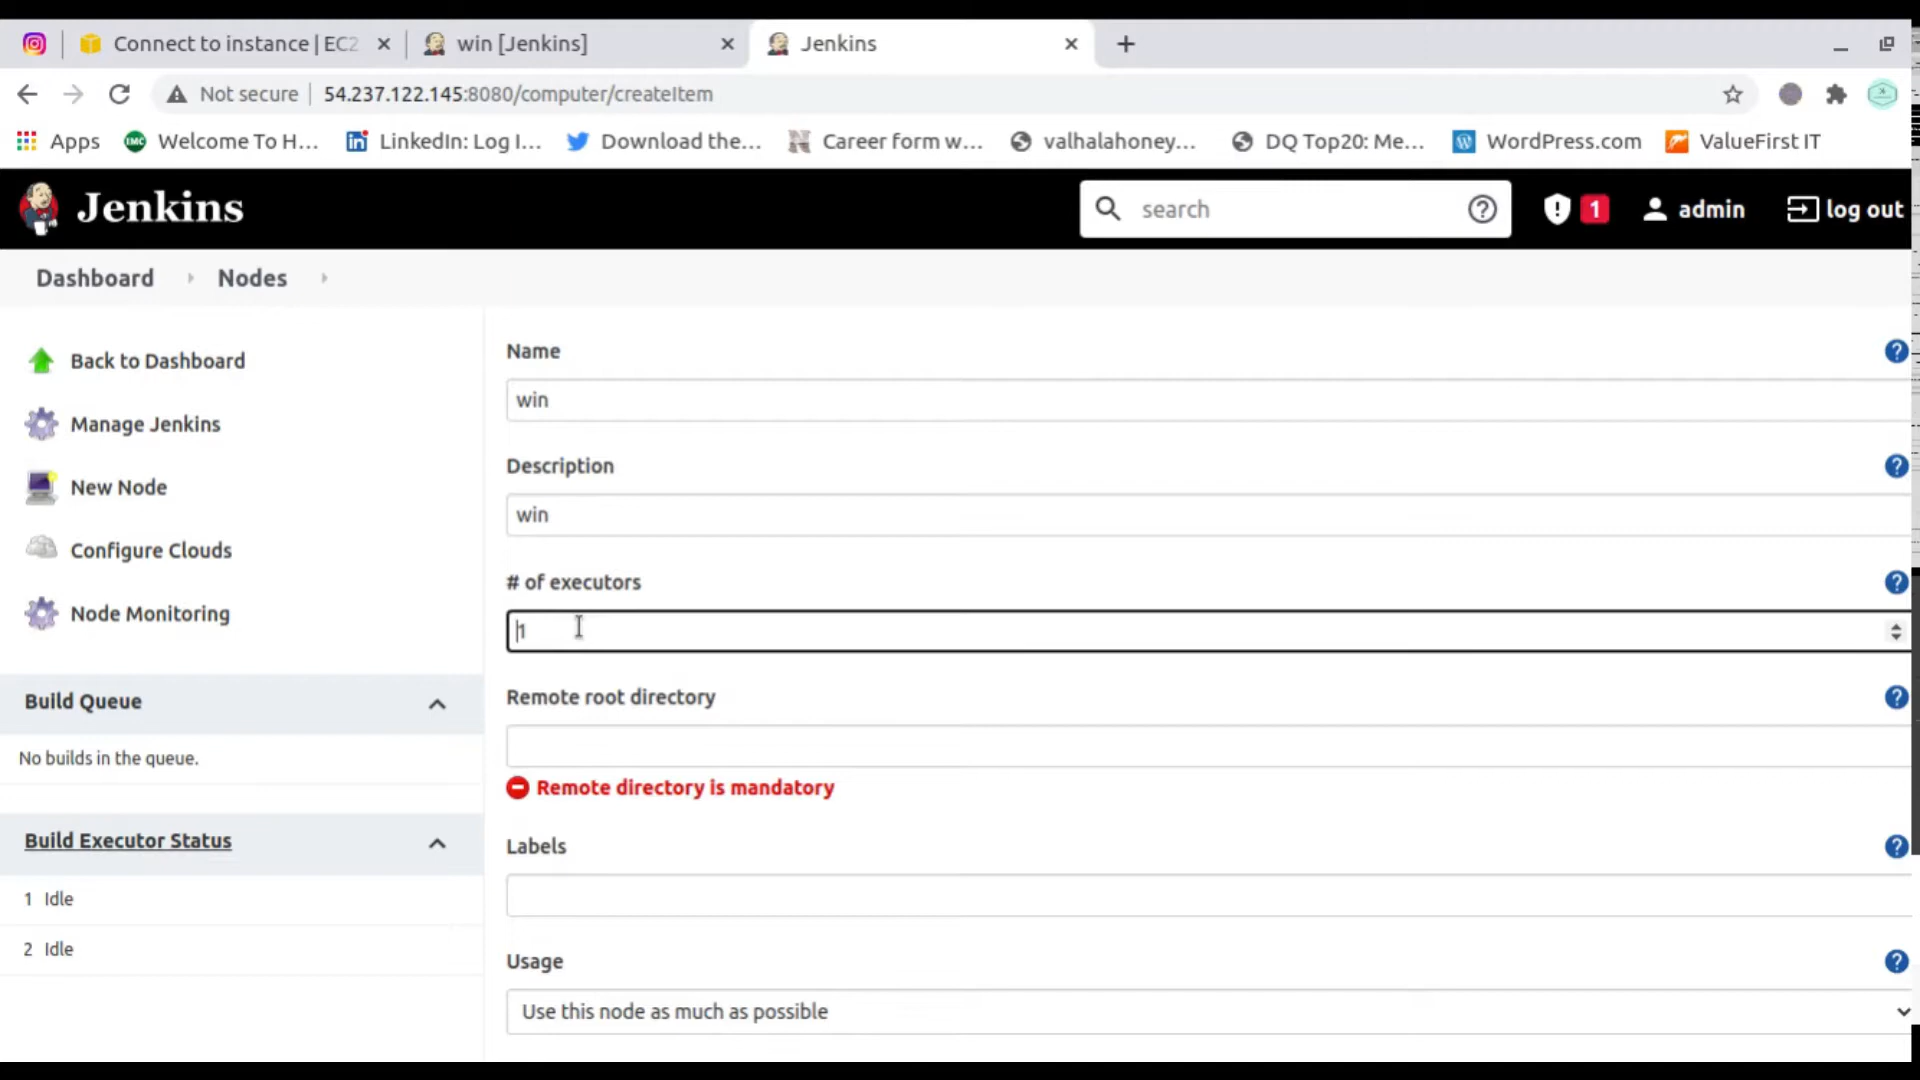 Connect to instance | EC2
win [Jenkins]
Jenkins
Not secure
54.237.122.145:8080/computer/createItem
Apps
IMC
Welcome To H...
LinkedIn: Log I...
Download the...
Career form w...
valhalahoney...
DQ Top20: Me...
WordPress.com
ValueFirst IT
Jenkins
search
1
admin
log out
Dashboard
Nodes
Back to Dashboard
Manage Jenkins
New Node
Configure Clouds
Node Monitoring
Build Queue
No builds in the queue.
Build Executor Status
1 Idle
2 Idle
Name
win
Description
win
# of executors
1
Remote root directory
Remote directory is mandatory
Labels
Usage
Use this node as much as possible